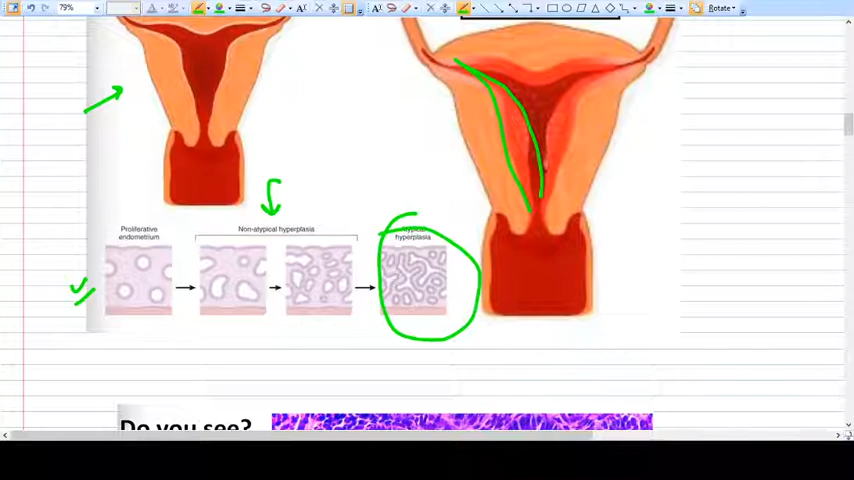 79%
Rotate
Proliferative
endometrium
Non-atypical hyperplasia
hyperplasia
Do you see?